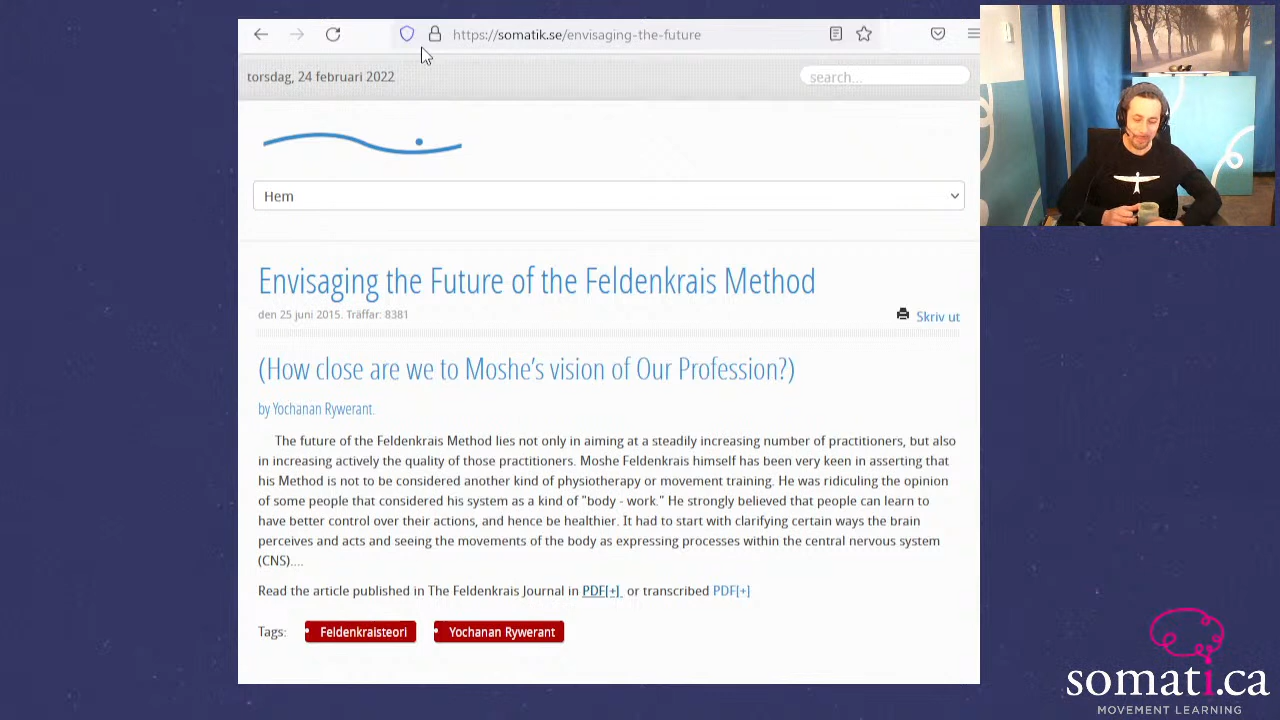 https://somatik.se/envisaging-the-future
torsdag, 24 februari 2022
search...
Hem
Envisaging the Future of the Feldenkrais Method
den 25 juni 2015. Träffar: 8381
Skriv ut
(How close are we to Moshe's vision of Our Profession?)
by Yochanan Rywerant.
The future of the Feldenkrais Method lies not only in aiming at a steadily increasing number of practitioners, but also
in increasing actively the quality of those practitioners. Moshe Feldenkrais himself has been very keen in asserting that
his Method is not to be considered another kind of physiotherapy or movement training. He was ridiculing the opinion
of some people that considered his system as a kind of "body - work." He strongly believed that people can learn to
have better control over their actions, and hence be healthier. It had to start with clarifying certain ways the brain
perceives and acts and seeing the movements of the body as expressing processes within the central nervous system
(CNS)....
Read the article published in The Feldenkrais Journal in PDF[+] or transcribed PDF[+]
Tags: Feldenkraisteori Yochanan Rywerant
somati.ca
MOVEMENT LEARNING